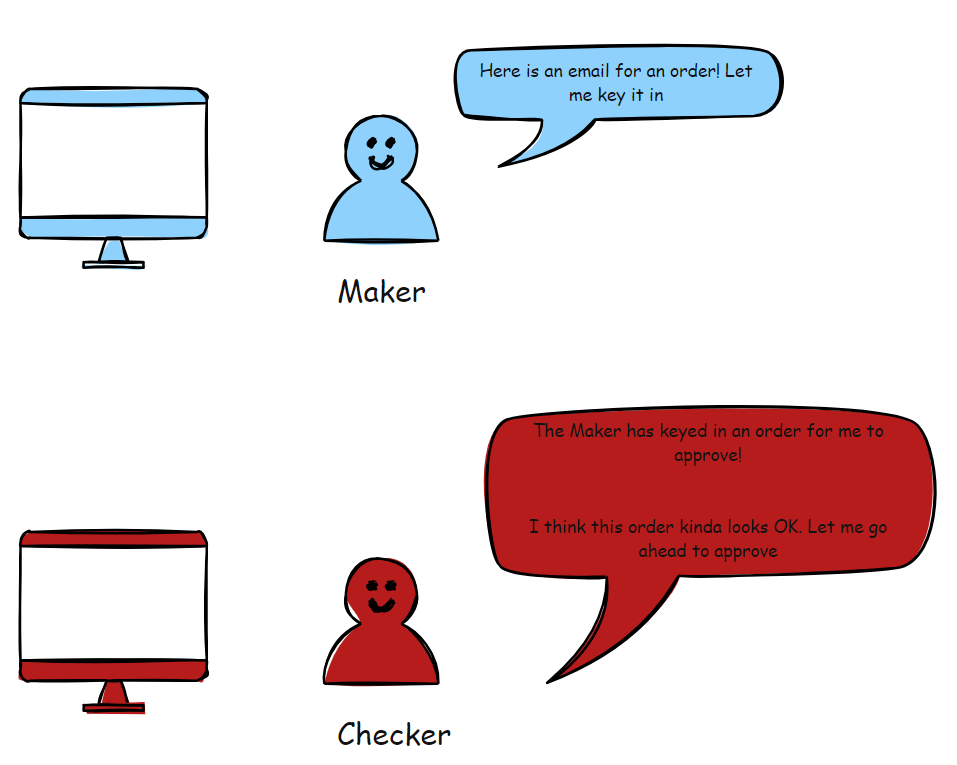 Here is an email for an order! Let
me key it in
Maker
The Maker has keyed in an order for me to
approve!
I think this order kinda looks OK. Let me go
ahead to approve
Checker